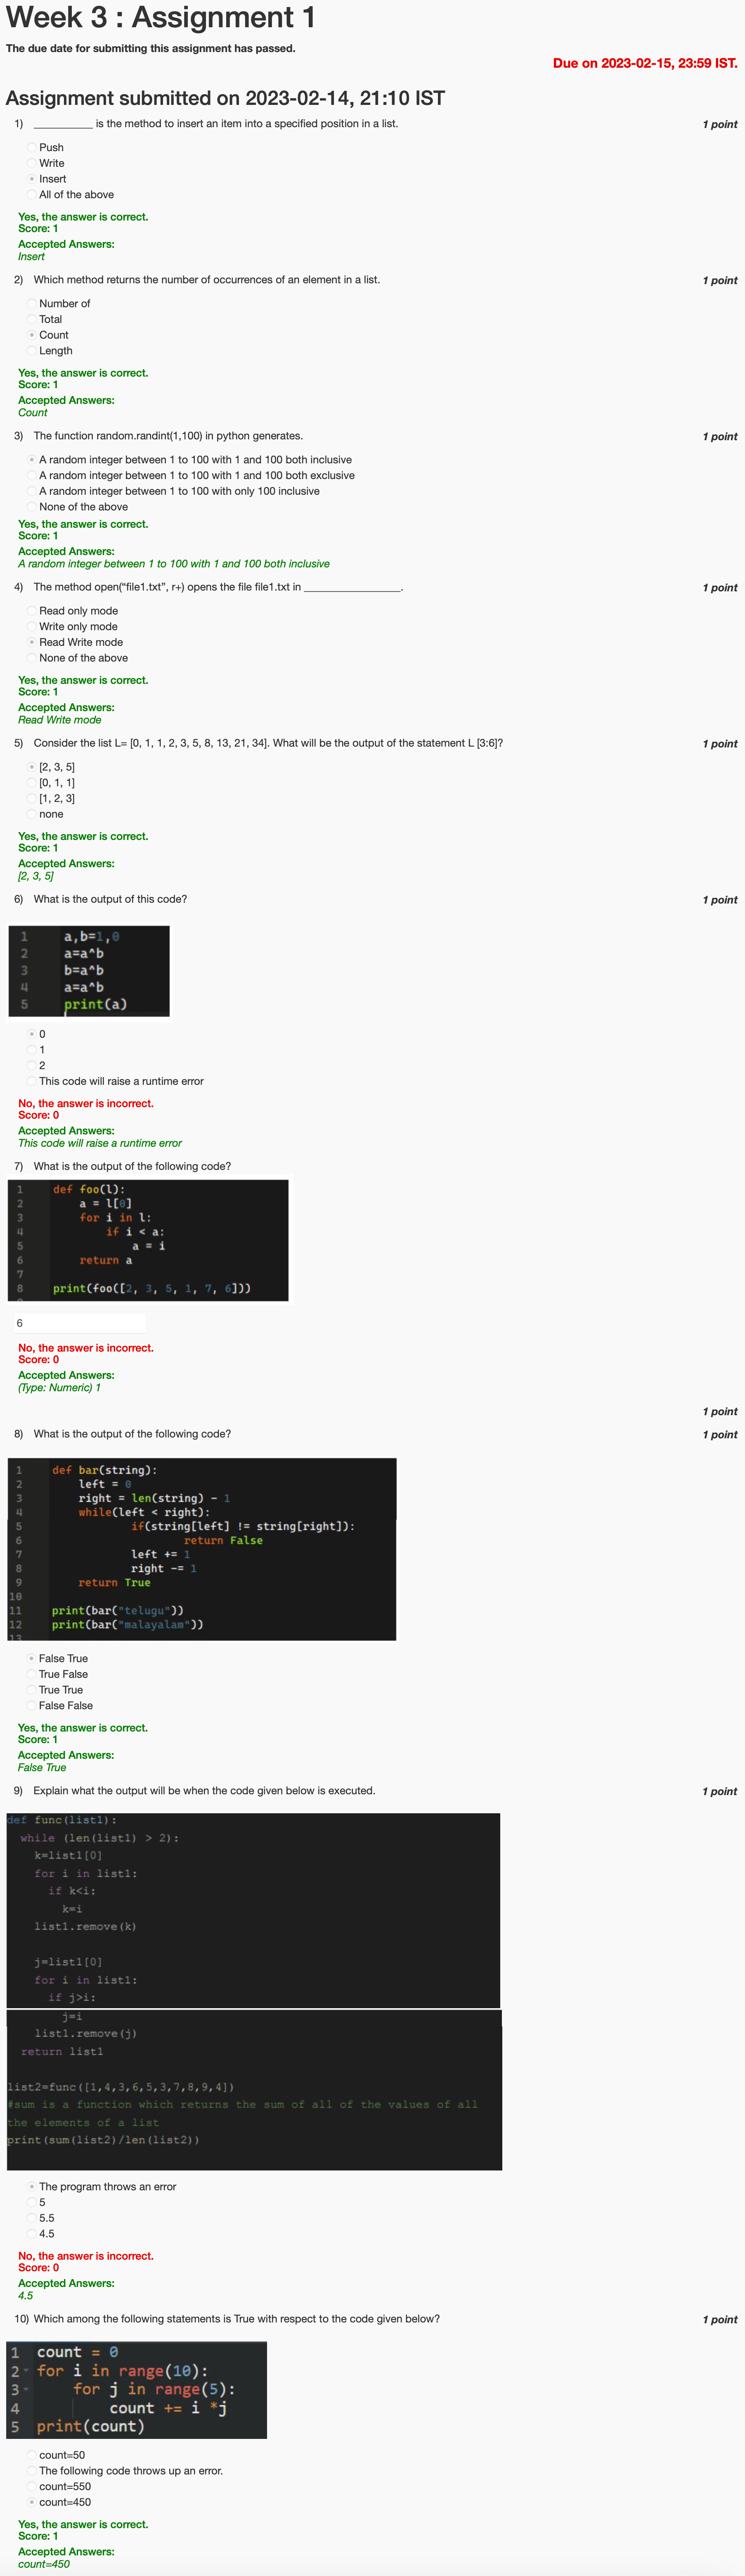 Week 3 : Assignment 1
The due date for submitting this assignment has passed.
Due on 2023-02-15, 23:59 IST.
Assignment submitted on 2023-02-14, 21:10 IST
1) __________ is the method to insert an item into a specified position in a list.
1 point
Push
Write
Insert
All of the above
Yes, the answer is correct.
Score: 1
Accepted Answers:
Insert
2) Which method returns the number of occurrences of an element in a list.
1 point
Number of
Total
Count
Length
Yes, the answer is correct.
Score: 1
Accepted Answers:
Count
3) The function random.randint(1,100) in python generates.
1 point
A random integer between 1 to 100 with 1 and 100 both inclusive
A random integer between 1 to 100 with 1 and 100 both exclusive
A random integer between 1 to 100 with only 100 inclusive
None of the above
Yes, the answer is correct.
Score: 1
Accepted Answers:
A random integer between 1 to 100 with 1 and 100 both inclusive
4) The method open(“file1.txt”, r+) opens the file file1.txt in ________________.
1 point
Read only mode
Write only mode
Read Write mode
None of the above
Yes, the answer is correct.
Score: 1
Accepted Answers:
Read Write mode
5) Consider the list L= [0, 1, 1, 2, 3, 5, 8, 13, 21, 34]. What will be the output of the statement L [3:6]?
1 point
[2, 3, 5]
[0, 1, 1]
[1, 2, 3]
none
Yes, the answer is correct.
Score: 1
Accepted Answers:
[2, 3, 5]
6) What is the output of this code?
1 point
1 a,b=1,0
2 a=a^b
3 b=a^b
4 a=a^b
5 print(a)
0
1
2
This code will raise a runtime error
No, the answer is incorrect.
Score: 0
Accepted Answers:
This code will raise a runtime error
7) What is the output of the following code?
1 def foo(l):
2 a = l[0]
3 for i in l:
4 if i < a:
5 a = i
6 return a
7
8 print(foo([2, 3, 5, 1, 7, 6]))
6
No, the answer is incorrect.
Score: 0
Accepted Answers:
(Type: Numeric) 1
1 point
8) What is the output of the following code?
1 point
1 def bar(string):
2 left = 0
3 right = len(string) - 1
4 while(left < right):
5 if(string[left] != string[right]):
6 return False
7 left += 1
8 right -= 1
9 return True
10
11 print(bar("telugu"))
12 print(bar("malayalam"))
13
False True
True False
True True
False False
Yes, the answer is correct.
Score: 1
Accepted Answers:
False True
9) Explain what the output will be when the code given below is executed.
1 point
def func(list1):
while (len(list1) > 2):
k=list1[0]
for i in list1:
if k<i:
k=i
list1.remove(k)
j=list1[0]
for i in list1:
if j>i:
j=i
list1.remove(j)
return list1
list2=func([1,4,3,6,5,3,7,8,9,4])
#sum is a function which returns the sum of all of the values of all
the elements of a list
print(sum(list2)/len(list2))
The program throws an error
5
5.5
4.5
No, the answer is incorrect.
Score: 0
Accepted Answers:
4.5
10) Which among the following statements is True with respect to the code given below?
1 point
1 count = 0
2 for i in range(10):
3 for j in range(5):
4 count += i *j
5 print(count)
count=50
The following code throws up an error.
count=550
count=450
Yes, the answer is correct.
Score: 1
Accepted Answers:
count=450